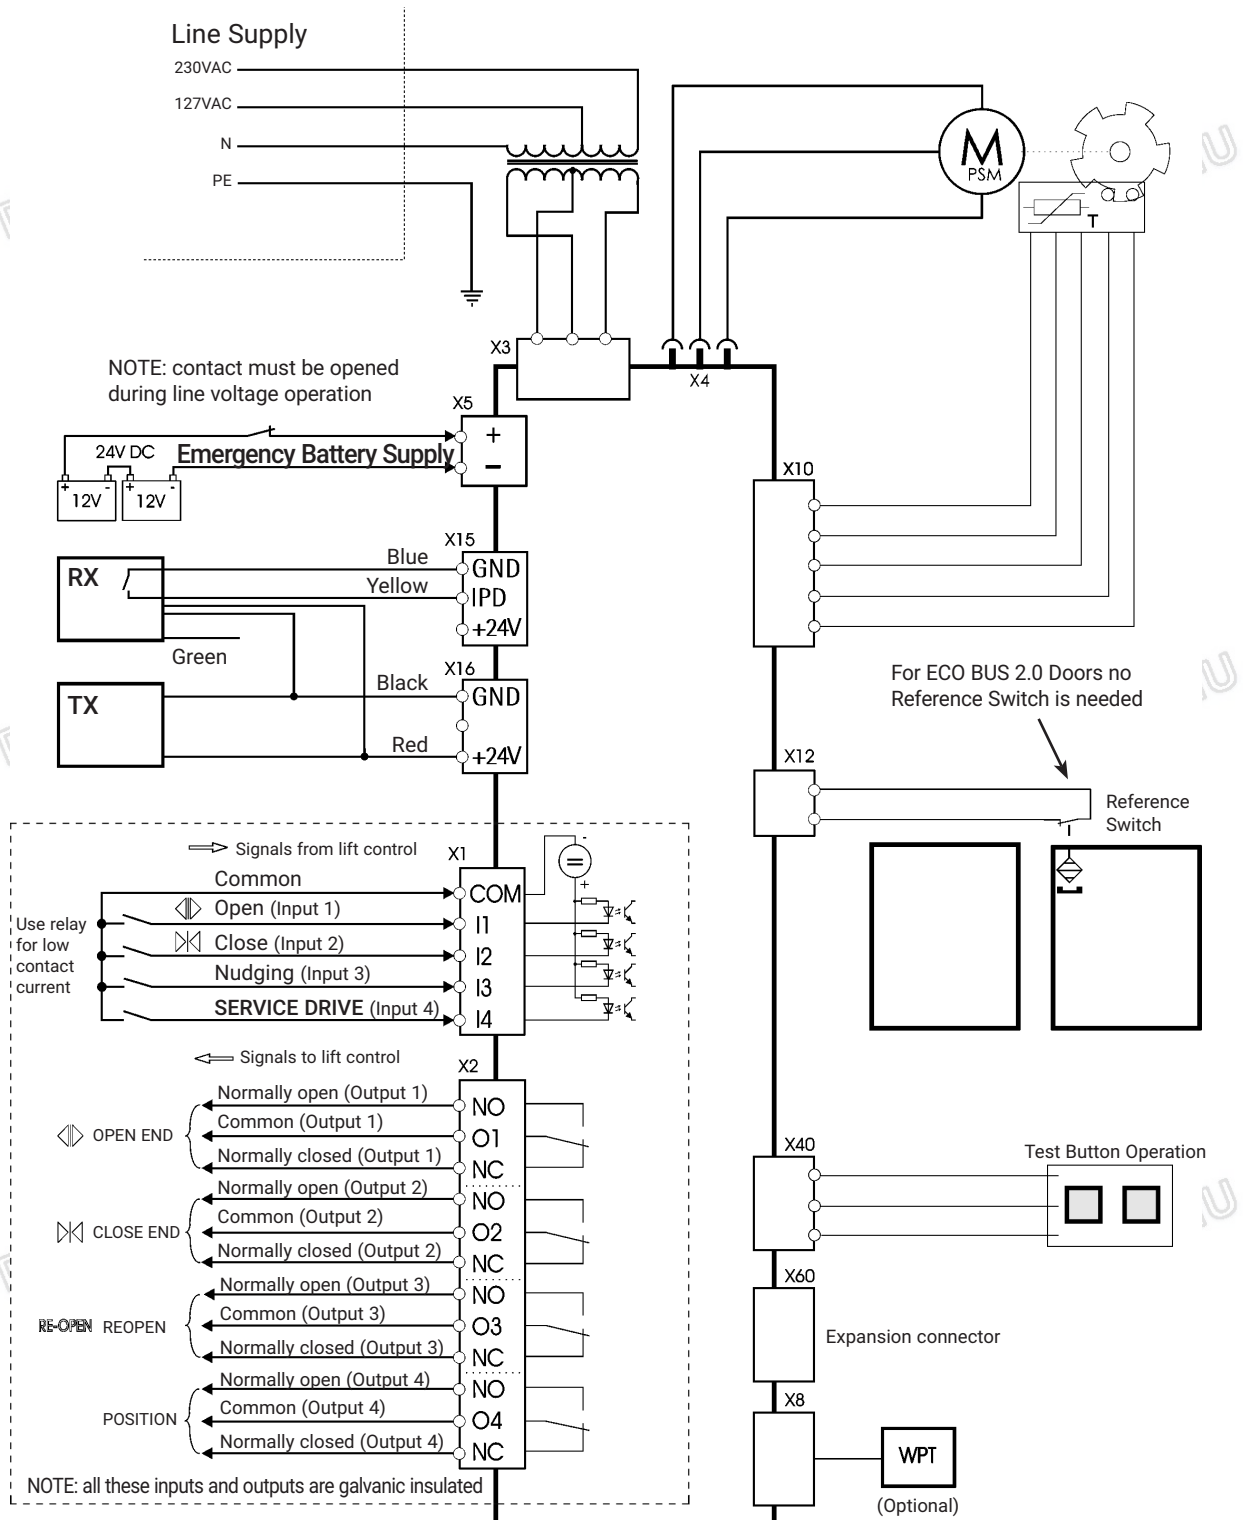 Line Supply
230VAC
127VAC
N
PE
M
PSM
T
X3
X4
NOTE: contact must be opened
during line voltage operation
X5
+
−
24V DC
Emergency Battery Supply
+ -
12V
+ -
12V
X10
X15
RX
Blue
GND
Yellow
IPD
+24V
Green
X16
TX
Black
GND
Red
+24V
For ECO BUS 2.0 Doors no
Reference Switch is needed
X12
Reference
Switch
Signals from lift control
X1
-
=
+
Common
COM
Open (Input 1)
I1
Close (Input 2)
I2
Nudging (Input 3)
I3
SERVICE DRIVE (Input 4)
I4
Use relay
for low
contact
current
Signals to lift control
X2
Normally open (Output 1)
NO
OPEN END
Common (Output 1)
O1
Normally closed (Output 1)
NC
Normally open (Output 2)
NO
CLOSE END
Common (Output 2)
O2
Normally closed (Output 2)
NC
Normally open (Output 3)
NO
RE-OPEN REOPEN
Common (Output 3)
O3
Normally closed (Output 3)
NC
Normally open (Output 4)
NO
POSITION
Common (Output 4)
O4
Normally closed (Output 4)
NC
NOTE: all these inputs and outputs are galvanic insulated
X40
Test Button Operation
X60
Expansion connector
X8
WPT
(Optional)